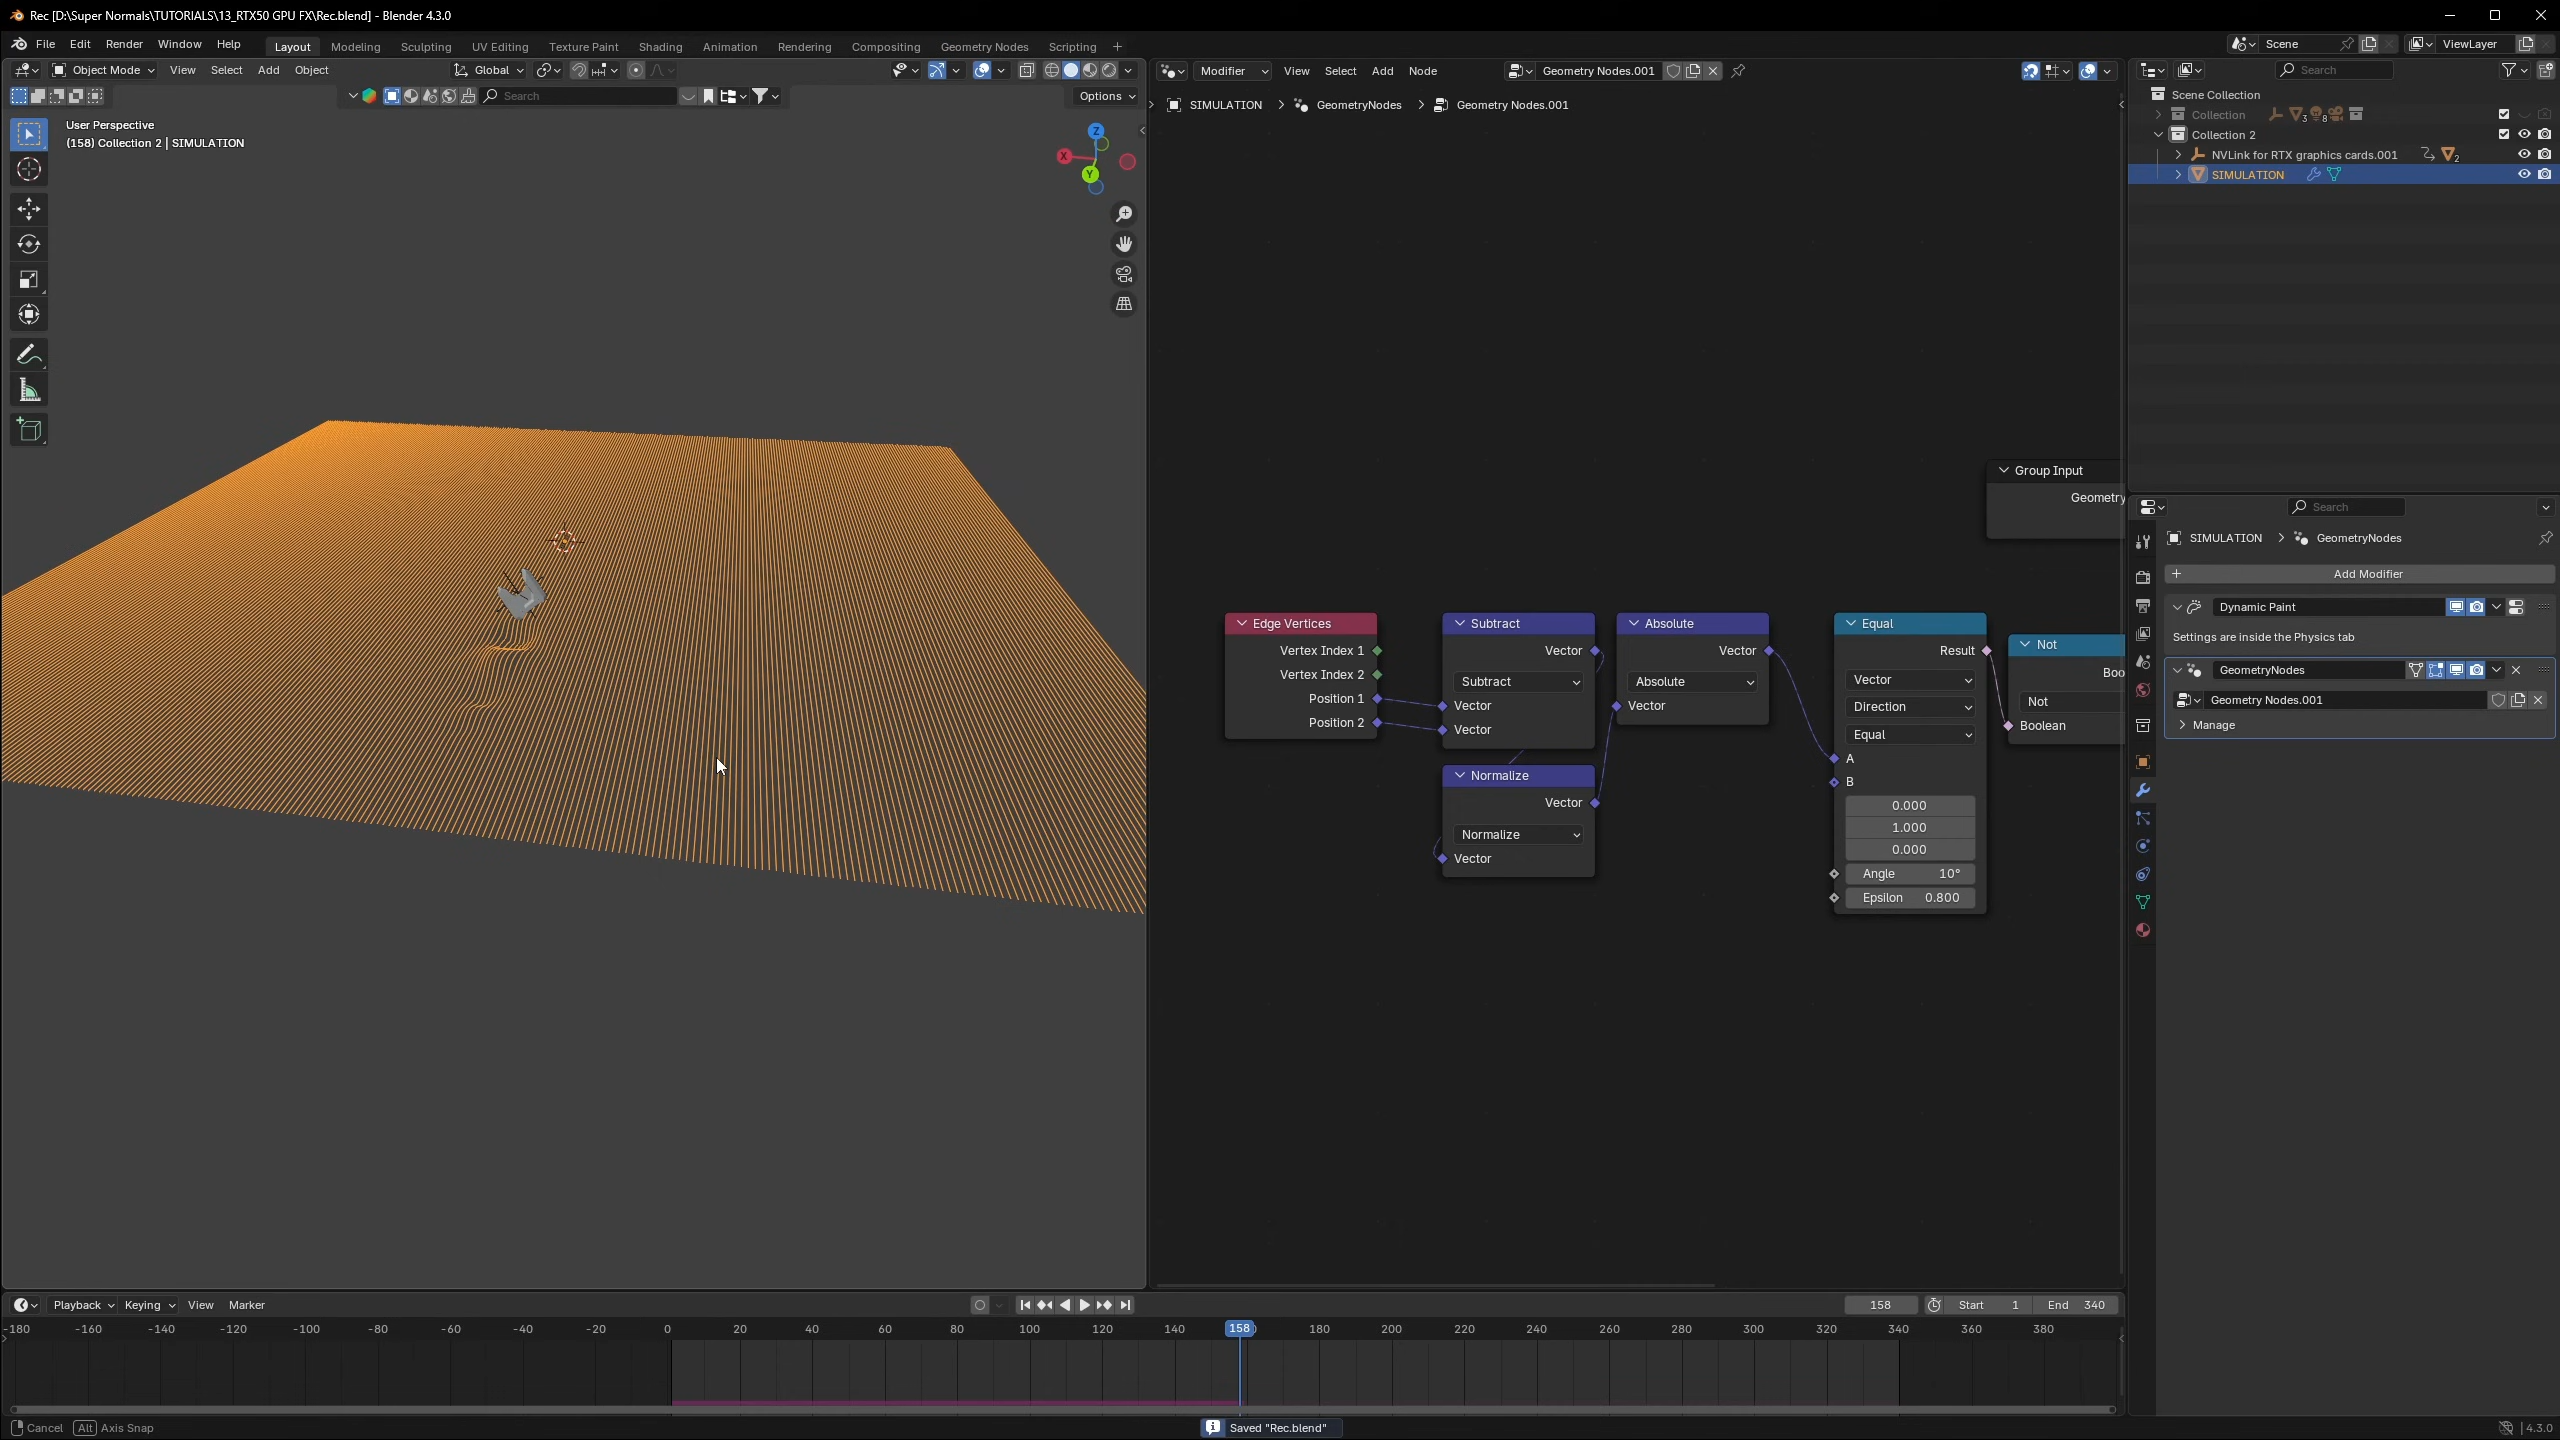 Rec [D:\Super Normals\TUTORIALS\13_RTX50 GPU FX\Rec.blend] - Blender 4.3.0
File Edit Render Window Help Layout Modeling Sculpting UV Editing Texture Paint Shading Animation Rendering Compositing Geometry Nodes Scripting + Scene ViewLayer
Object Mode View Select Add Object Global
Modifier View Select Add Node Geometry Nodes.001
Search
Search Options
SIMULATION > GeometryNodes > Geometry Nodes.001
User Perspective
(158) Collection 2 | SIMULATION
Z
X
Y
Scene Collection
Collection 3 8
Collection 2
NVLink for RTX graphics cards.001 2
SIMULATION
Group Input
Geometry
Edge Vertices
Vertex Index 1
Vertex Index 2
Position 1
Position 2
Subtract
Vector
Subtract
Vector
Vector
Normalize
Vector
Normalize
Vector
Absolute
Vector
Absolute
Vector
Equal
Result
Vector
Direction
Equal
A
B
0.000
1.000
0.000
Angle 10°
Epsilon 0.800
Not
Boo
Not
Boolean
Search
SIMULATION > GeometryNodes
+ Add Modifier
Dynamic Paint
Settings are inside the Physics tab
GeometryNodes
Geometry Nodes.001
Manage
Playback Keying View Marker 158 Start 1 End 340
-180 -160 -140 -120 -100 -80 -60 -40 -20 0 20 40 60 80 100 120 140 158 180 200 220 240 260 280 300 320 340 360 380
Cancel Alt Axis Snap Saved "Rec.blend" 4.3.0